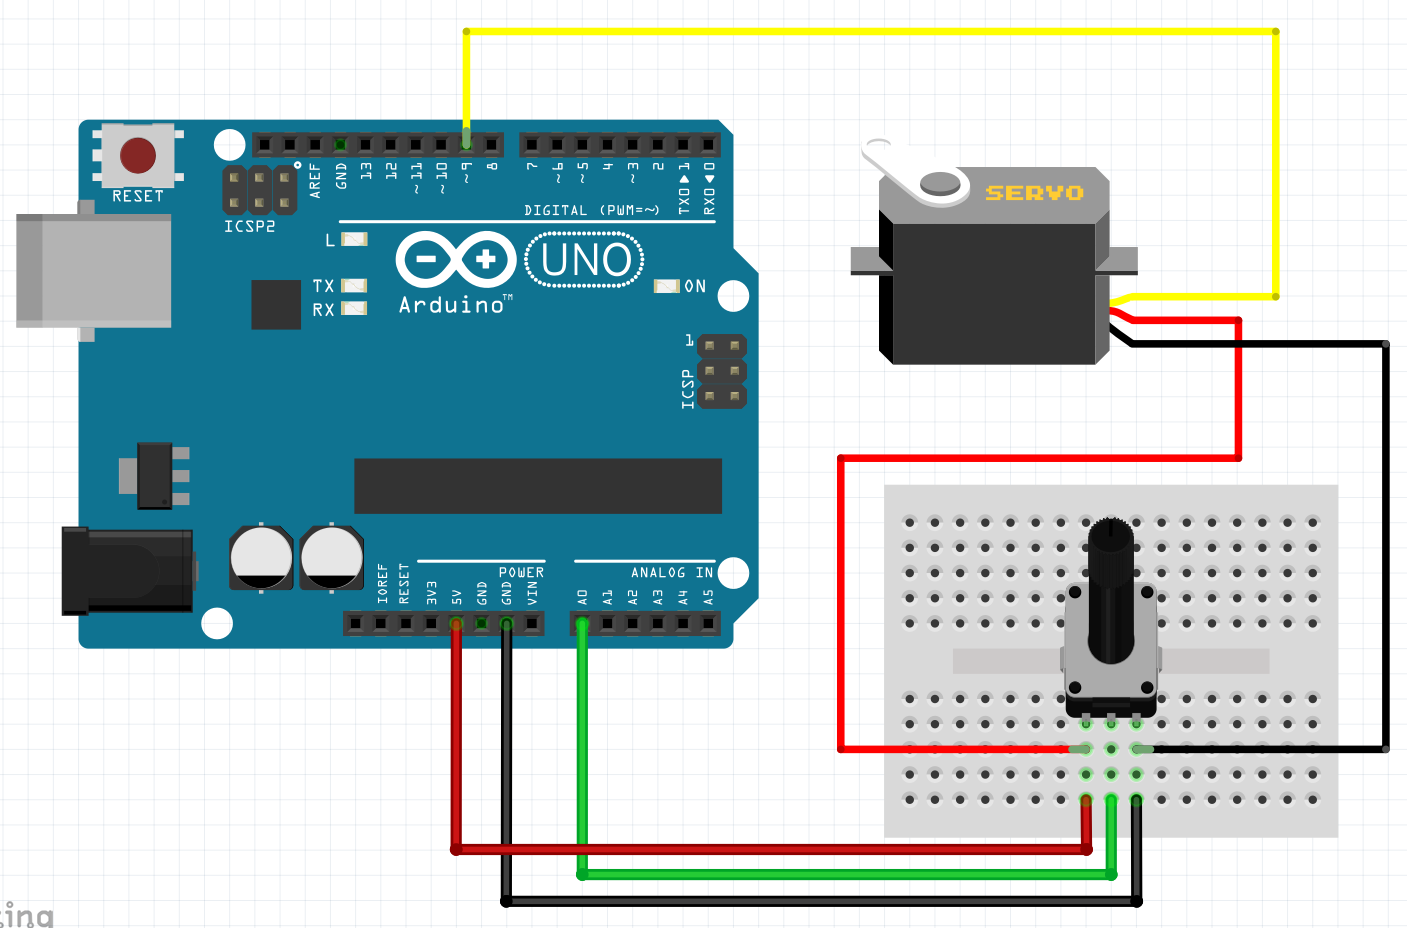 RESET
ICSP2
AREF
GND
13
12
~11
~10
~9
8
7
~6
~5
4
~3
2
TX0▶1
RX0◀0
DIGITAL (PWM=~)
L
TX
RX
Arduino™
UNO
ON
1
ICSP
SERVO
IOREF
RESET
3V3
5V
GND
GND
VIN
POWER
A0
A1
A2
A3
A4
A5
ANALOG IN